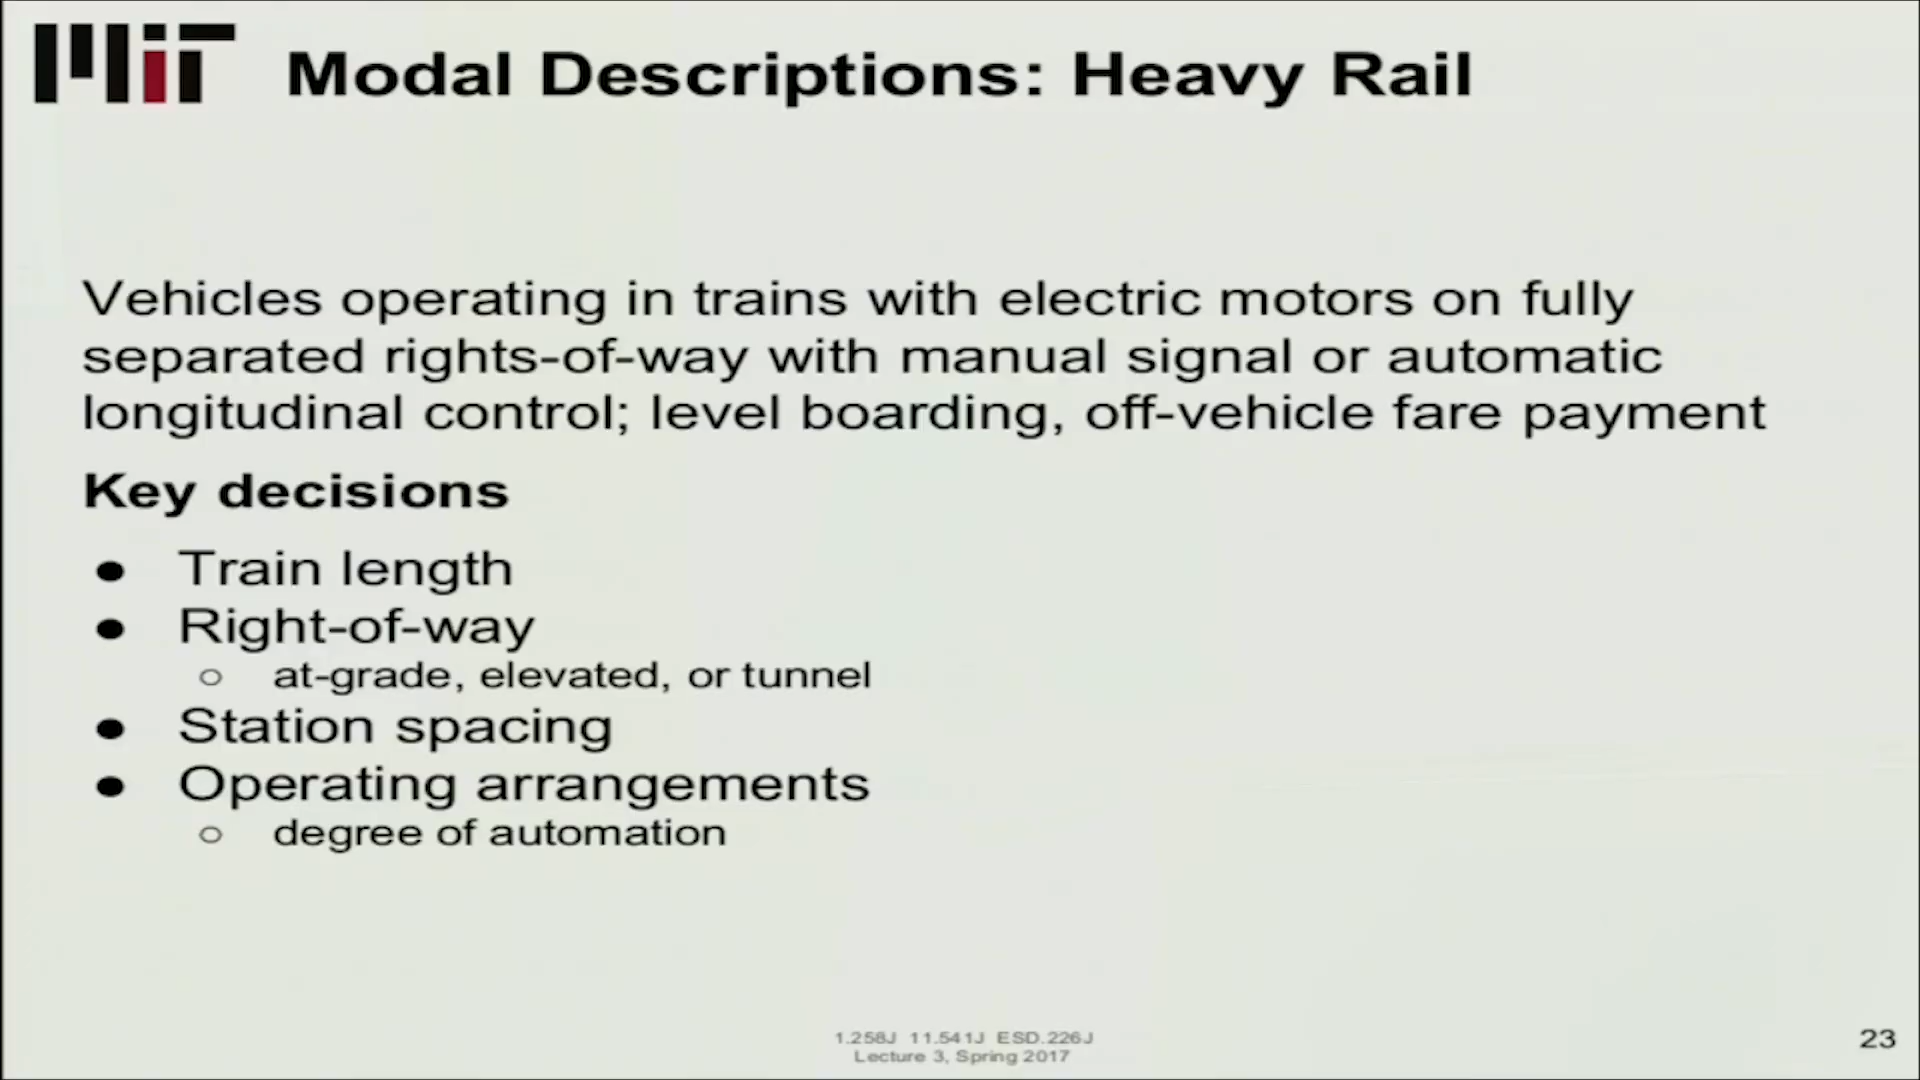 MIT
Modal Descriptions: Heavy Rail
Vehicles operating in trains with electric motors on fully
separated rights-of-way with manual signal or automatic
longitudinal control; level boarding, off-vehicle fare payment
Key decisions
● Train length
● Right-of-way
○ at-grade, elevated, or tunnel
● Station spacing
● Operating arrangements
○ degree of automation
1.258J 11.541J ESD.226J
Lecture 3, Spring 2017
23